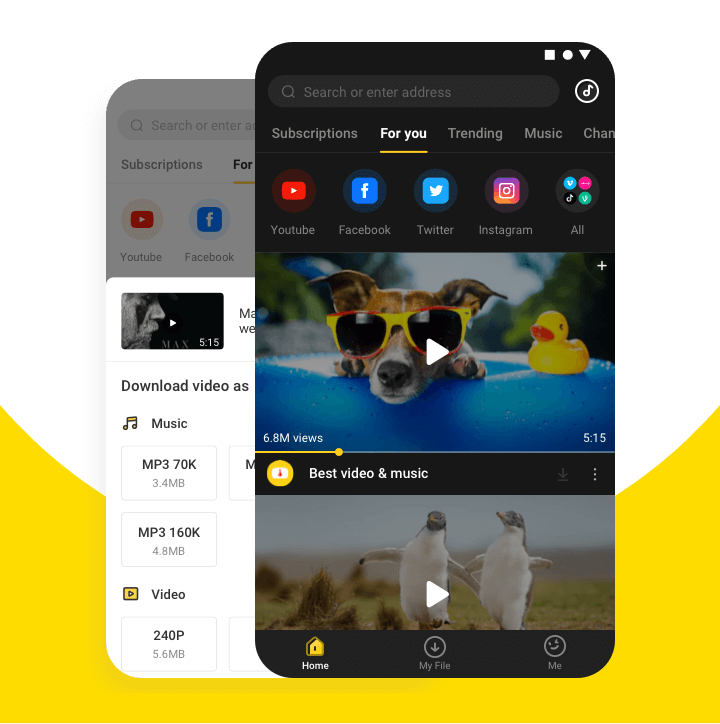 Search or enter address
Subscriptions
For you
Trending
Music
Chan
Youtube
Facebook
Twitter
Instagram
All
6.8M views
5:15
Best video & music
Home
My File
Me
Search or enter a
Subscriptions
For
Youtube
Facebook
MAX
5:15
Ma
we
Download video as
Music
MP3 70K
M
3.4MB
MP3 160K
4.8MB
Video
240P
5.6MB